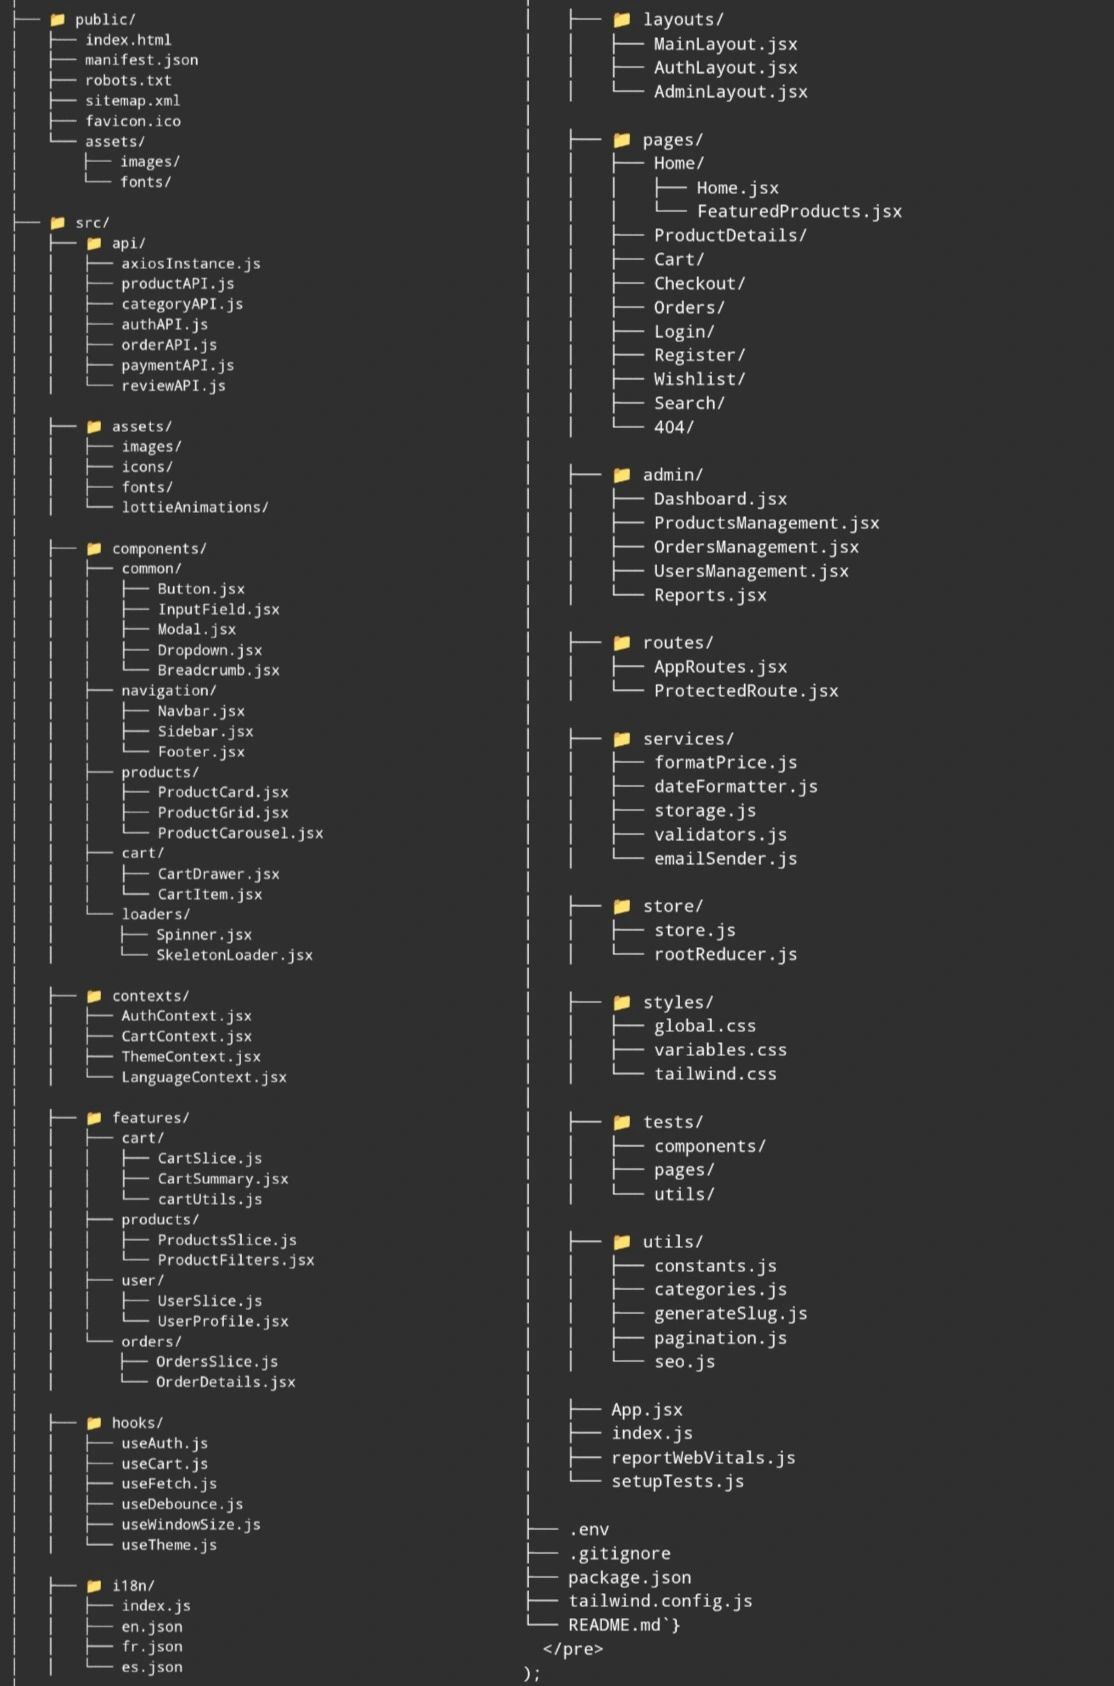 ├── 📁 public/
│   ├── index.html
│   ├── manifest.json
│   ├── robots.txt
│   ├── sitemap.xml
│   ├── favicon.ico
│   └── assets/
│       ├── images/
│       └── fonts/
│
├── 📁 src/
│   ├── 📁 api/
│   │   ├── axiosInstance.js
│   │   ├── productAPI.js
│   │   ├── categoryAPI.js
│   │   ├── authAPI.js
│   │   ├── orderAPI.js
│   │   ├── paymentAPI.js
│   │   └── reviewAPI.js
│
│   ├── 📁 assets/
│   │   ├── images/
│   │   ├── icons/
│   │   ├── fonts/
│   │   └── lottieAnimations/
│
│   ├── 📁 components/
│   │   ├── common/
│   │   │   ├── Button.jsx
│   │   │   ├── InputField.jsx
│   │   │   ├── Modal.jsx
│   │   │   ├── Dropdown.jsx
│   │   │   └── Breadcrumb.jsx
│   │   ├── navigation/
│   │   │   ├── Navbar.jsx
│   │   │   ├── Sidebar.jsx
│   │   │   └── Footer.jsx
│   │   ├── products/
│   │   │   ├── ProductCard.jsx
│   │   │   ├── ProductGrid.jsx
│   │   │   └── ProductCarousel.jsx
│   │   ├── cart/
│   │   │   ├── CartDrawer.jsx
│   │   │   └── CartItem.jsx
│   │   └── loaders/
│   │       ├── Spinner.jsx
│   │       └── SkeletonLoader.jsx
│
│   ├── 📁 contexts/
│   │   ├── AuthContext.jsx
│   │   ├── CartContext.jsx
│   │   ├── ThemeContext.jsx
│   │   └── LanguageContext.jsx
│
│   ├── 📁 features/
│   │   ├── cart/
│   │   │   ├── CartSlice.js
│   │   │   ├── CartSummary.jsx
│   │   │   └── cartUtils.js
│   │   ├── products/
│   │   │   ├── ProductsSlice.js
│   │   │   └── ProductFilters.jsx
│   │   ├── user/
│   │   │   ├── UserSlice.js
│   │   │   └── UserProfile.jsx
│   │   └── orders/
│   │       ├── OrdersSlice.js
│   │       └── OrderDetails.jsx
│
│   ├── 📁 hooks/
│   │   ├── useAuth.js
│   │   ├── useCart.js
│   │   ├── useFetch.js
│   │   ├── useDebounce.js
│   │   ├── useWindowSize.js
│   │   └── useTheme.js
│
│   ├── 📁 i18n/
│   │   ├── index.js
│   │   ├── en.json
│   │   ├── fr.json
│   │   └── es.json
│   ├── 📁 layouts/
│   │   ├── MainLayout.jsx
│   │   ├── AuthLayout.jsx
│   │   └── AdminLayout.jsx
│
│   ├── 📁 pages/
│   │   ├── Home/
│   │   │   ├── Home.jsx
│   │   │   └── FeaturedProducts.jsx
│   │   ├── ProductDetails/
│   │   ├── Cart/
│   │   ├── Checkout/
│   │   ├── Orders/
│   │   ├── Login/
│   │   ├── Register/
│   │   ├── Wishlist/
│   │   ├── Search/
│   │   └── 404/
│
│   ├── 📁 admin/
│   │   ├── Dashboard.jsx
│   │   ├── ProductsManagement.jsx
│   │   ├── OrdersManagement.jsx
│   │   ├── UsersManagement.jsx
│   │   └── Reports.jsx
│
│   ├── 📁 routes/
│   │   ├── AppRoutes.jsx
│   │   └── ProtectedRoute.jsx
│
│   ├── 📁 services/
│   │   ├── formatPrice.js
│   │   ├── dateFormatter.js
│   │   ├── storage.js
│   │   ├── validators.js
│   │   └── emailSender.js
│
│   ├── 📁 store/
│   │   ├── store.js
│   │   └── rootReducer.js
│
│   ├── 📁 styles/
│   │   ├── global.css
│   │   ├── variables.css
│   │   └── tailwind.css
│
│   ├── 📁 tests/
│   │   ├── components/
│   │   ├── pages/
│   │   └── utils/
│
│   ├── 📁 utils/
│   │   ├── constants.js
│   │   ├── categories.js
│   │   ├── generateSlug.js
│   │   ├── pagination.js
│   │   └── seo.js
│
│   ├── App.jsx
│   ├── index.js
│   ├── reportWebVitals.js
│   └── setupTests.js
│
├── .env
├── .gitignore
├── package.json
├── tailwind.config.js
└── README.md`}
</pre>
);